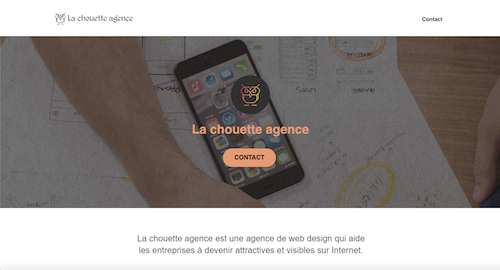 La chouette agence
Contact
La chouette agence
CONTACT
La chouette agence est une agence de web design qui aide
les entreprises à devenir attractives et visibles sur Internet.